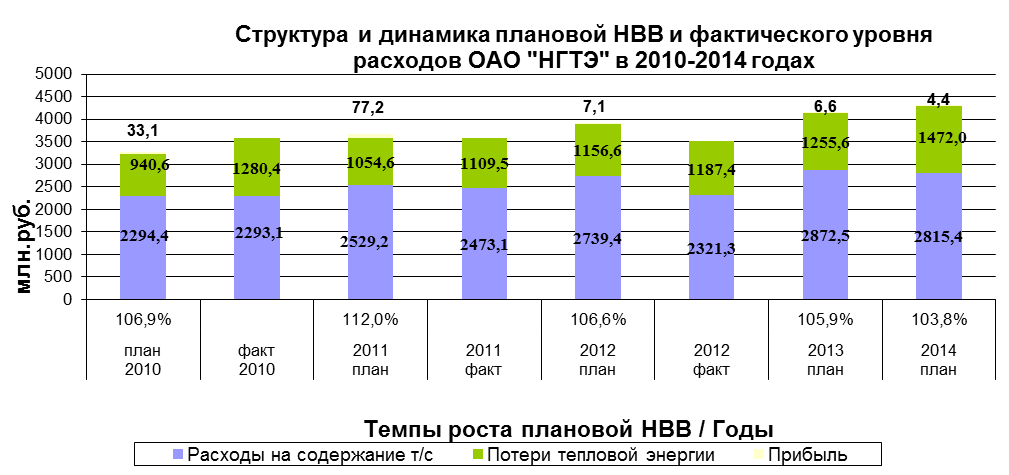 Структура и динамика плановой НВВ и фактического уровня
расходов ОАО "НГТЭ" в 2010-2014 годах
млн.руб.
5000
4500
4000
3500
3000
2500
2000
1500
1000
500
0
33,1 77,2 7,1 6,6 4,4
940,6 1280,4 1054,6 1109,5 1156,6 1187,4 1255,6 1472,0
2294,4 2293,1 2529,2 2473,1 2739,4 2321,3 2872,5 2815,4
106,9% 112,0% 106,6% 105,9% 103,8%
план факт 2011 2011 2012 2012 2013 2014
2010 2010 план факт план факт план план
Темпы роста плановой НВВ / Годы
Расходы на содержание т/с Потери тепловой энергии Прибыль